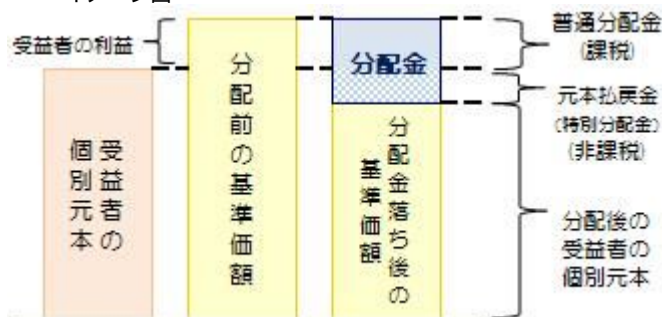 受益者の利益
受益者の
個別元本
分配前の基準価額
分配金
分配金落ち後の
基準価額
普通分配金
(課税)
元本払戻金
(特別分配金)
(非課税)
分配後の
受益者の
個別元本